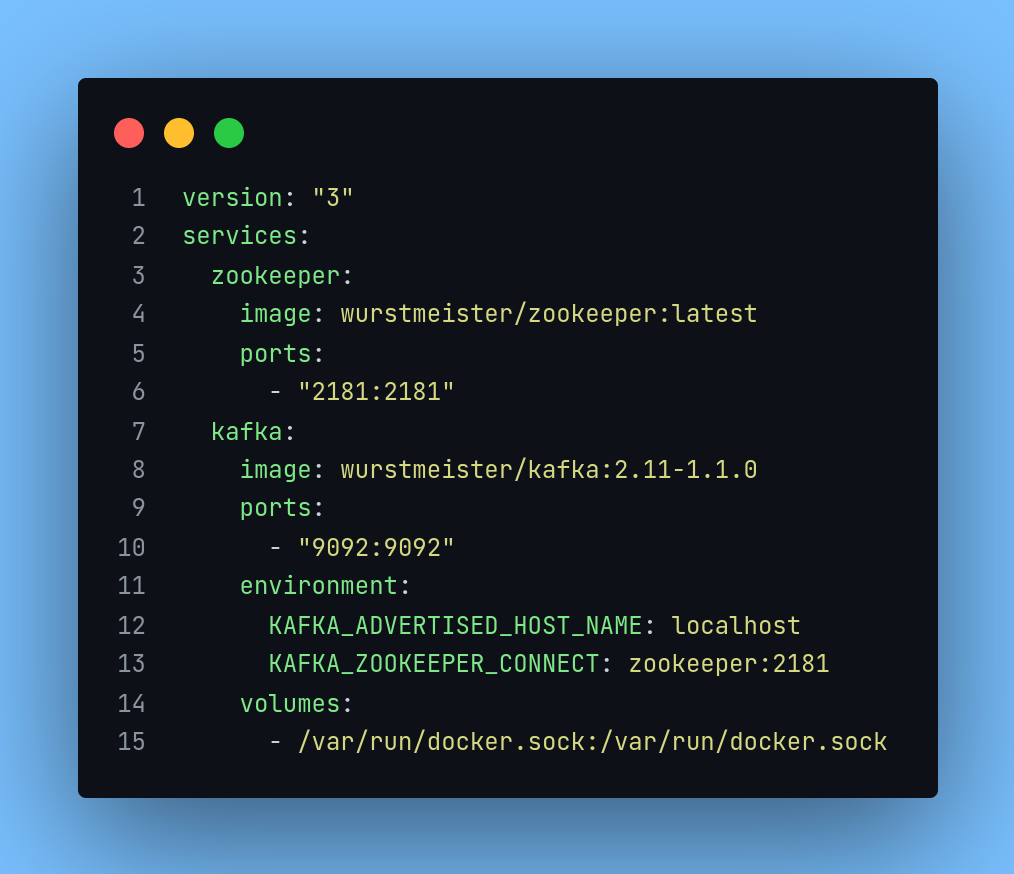 1 version: "3"
2 services:
3   zookeeper:
4     image: wurstmeister/zookeeper:latest
5     ports:
6       - "2181:2181"
7   kafka:
8     image: wurstmeister/kafka:2.11-1.1.0
9     ports:
10       - "9092:9092"
11     environment:
12       KAFKA_ADVERTISED_HOST_NAME: localhost
13       KAFKA_ZOOKEEPER_CONNECT: zookeeper:2181
14     volumes:
15       - /var/run/docker.sock:/var/run/docker.sock